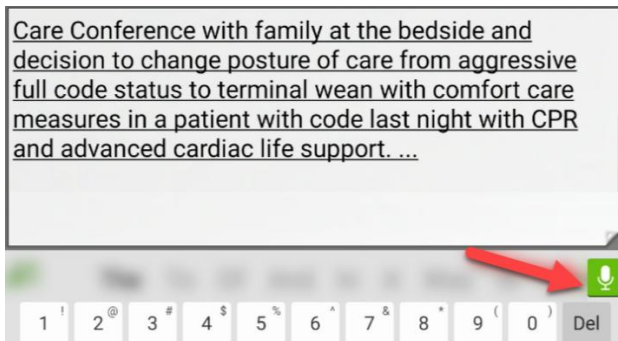 Care Conference with family at the bedside and
decision to change posture of care from aggressive
full code status to terminal wean with comfort care
measures in a patient with code last night with CPR
and advanced cardiac life support. ...
! @ # $ % ^ & * ( )
1 2 3 4 5 6 7 8 9 0 Del